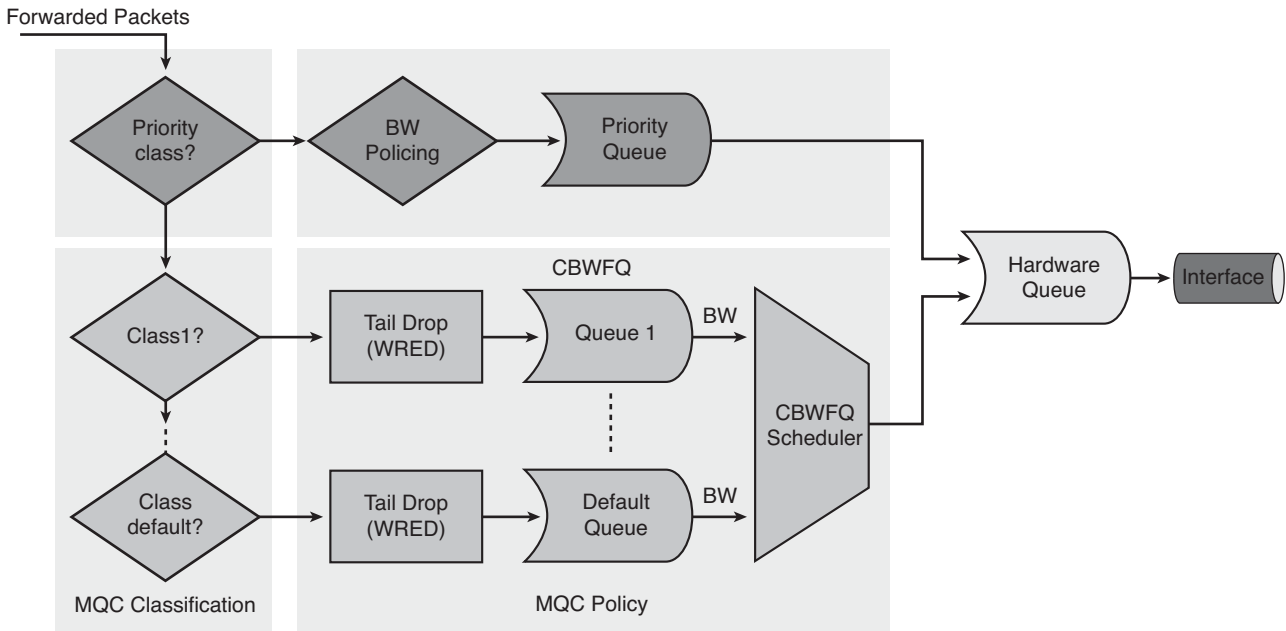 Forwarded Packets
Priority
class?
BW
Policing
Priority
Queue
Hardware
Queue
Interface
CBWFQ
Class1?
Tail Drop
(WRED)
Queue 1
BW
CBWFQ
Scheduler
Class
default?
Tail Drop
(WRED)
Default
Queue
BW
MQC Classification
MQC Policy